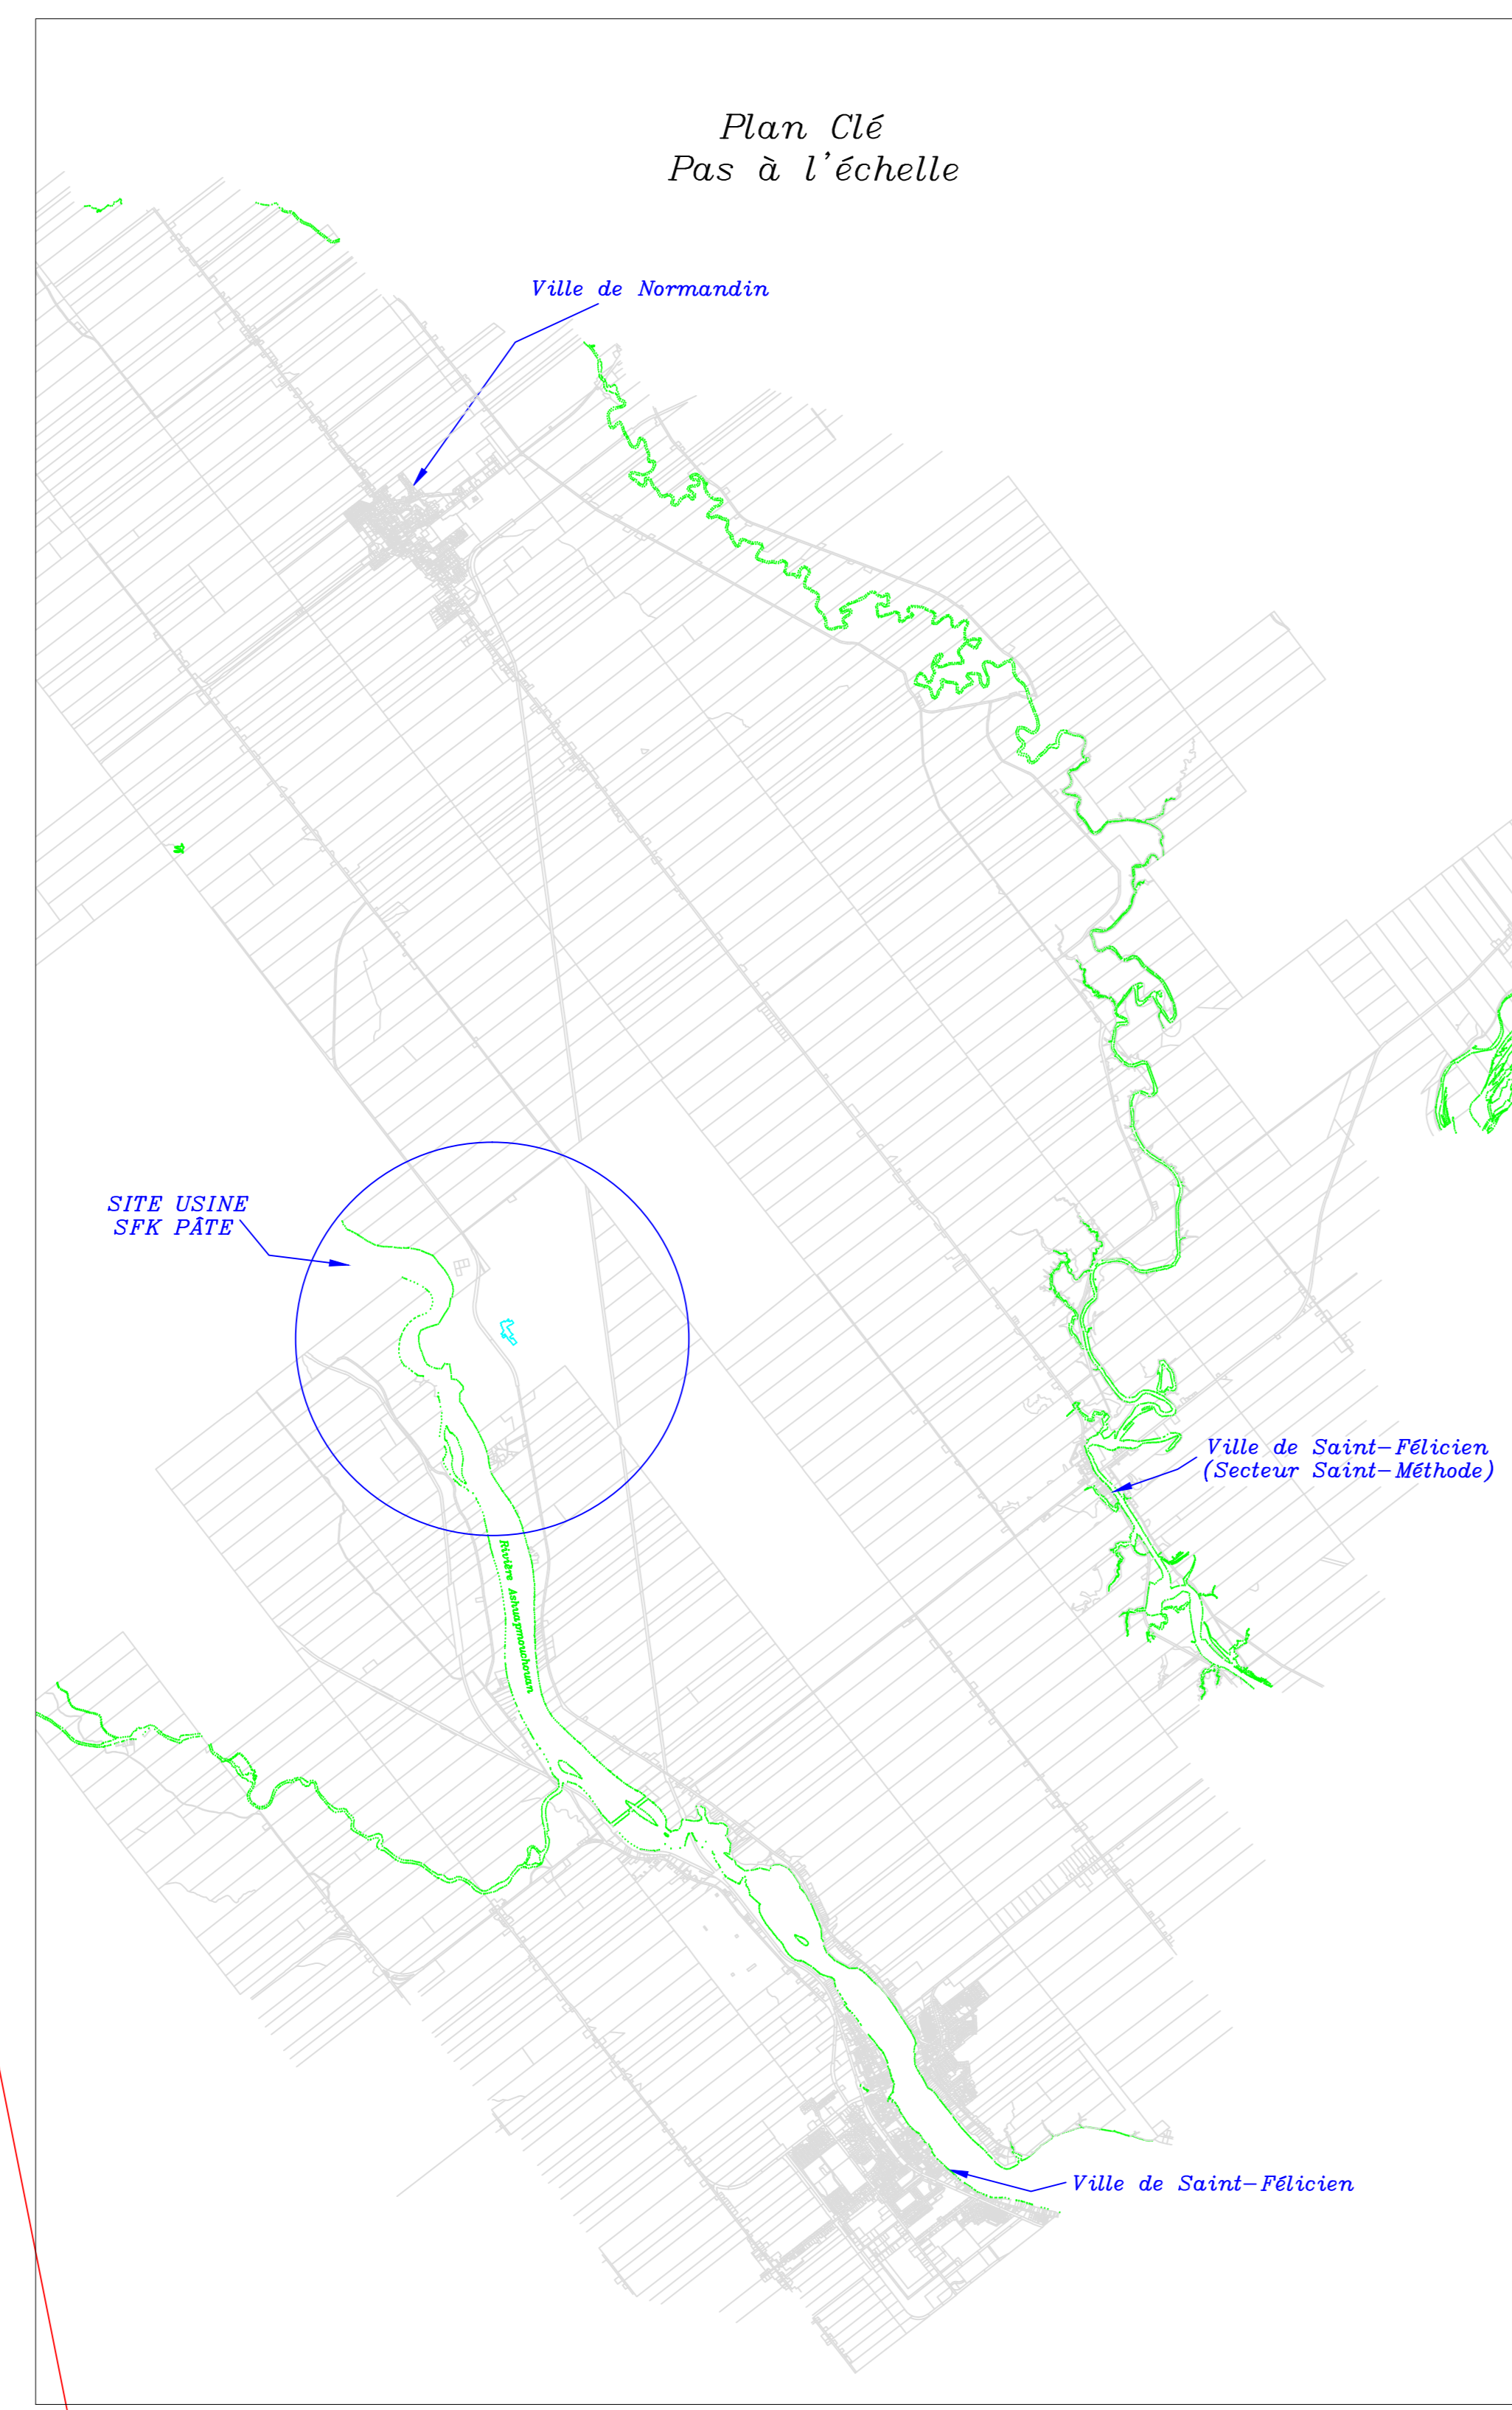 Plan Clé
Pas à l'échelle
Ville de Normandin
SITE USINE
SFK PÂTE
Ville de Saint-Félicien
(Secteur Saint-Méthode)
Rivière Ashuapmouchouan
Ville de Saint-Félicien